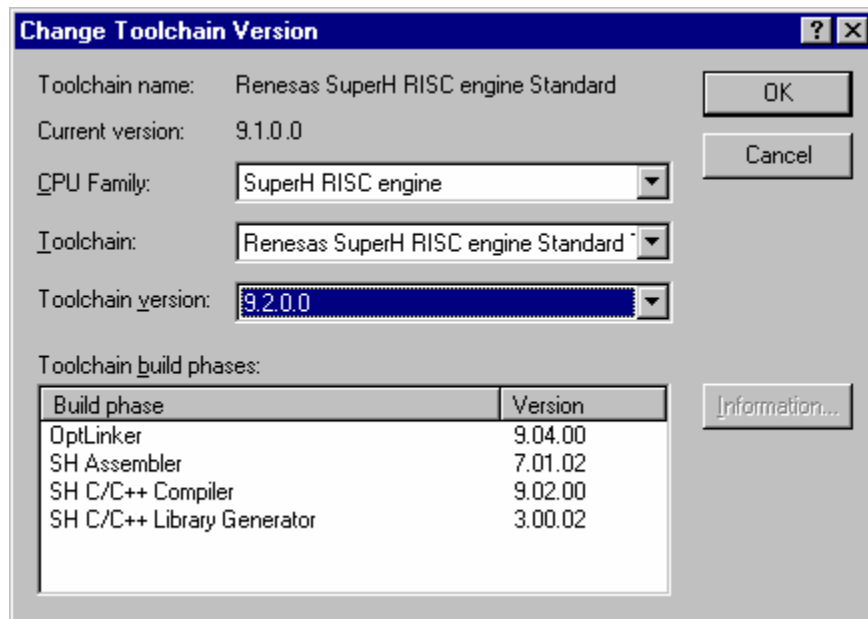 Change Toolchain Version
Toolchain name: Renesas SuperH RISC engine Standard
OK
Current version: 9.1.0.0
Cancel
CPU Family: SuperH RISC engine
Toolchain: Renesas SuperH RISC engine Standard
Toolchain version: 9.2.0.0
Toolchain build phases:
Build phase Version
Information...
OptLinker 9.04.00
SH Assembler 7.01.02
SH C/C++ Compiler 9.02.00
SH C/C++ Library Generator 3.00.02